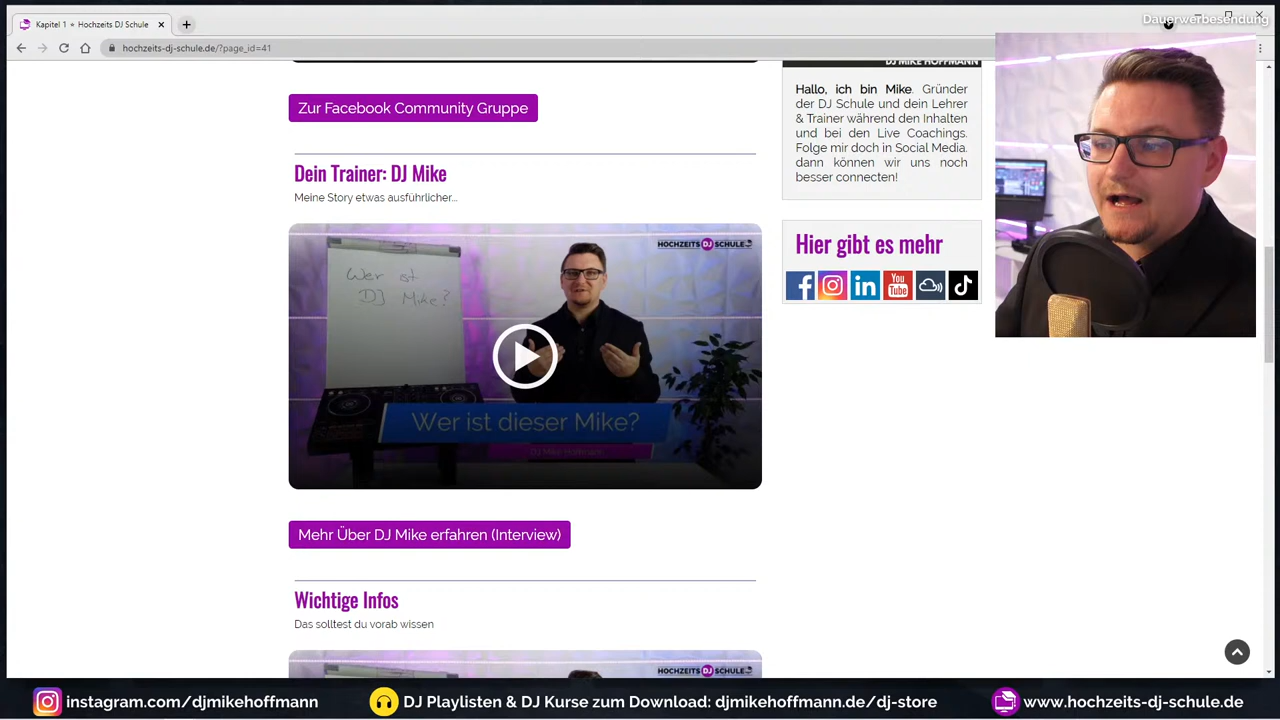 Dauerwerbesendung
Kapitel 1 ⭐ Hochzeits DJ Schule
hochzeits-dj-schule.de/?page_id=41
Zur Facebook Community Gruppe
DJ MIKE HOFFMANN
Hallo, ich bin Mike. Gründer
der DJ Schule und dein Lehrer
& Trainer während den Inhalten
und bei den Live Coachings.
Folge mir doch in Social Media.
dann können wir uns noch
besser connecten!
Dein Trainer: DJ Mike
Meine Story etwas ausführlicher...
Hier gibt es mehr
You
Tube
HOCHZEITS DJ SCHULE
Wer ist
DJ Mike?
Wer ist dieser Mike?
DJ Mike Hoffmann
Mehr Über DJ Mike erfahren (Interview)
Wichtige Infos
Das solltest du vorab wissen
HOCHZEITS DJ SCHULE
instagram.com/djmikehoffmann
DJ Playlisten & DJ Kurse zum Download: djmikehoffmann.de/dj-store
www.hochzeits-dj-schule.de